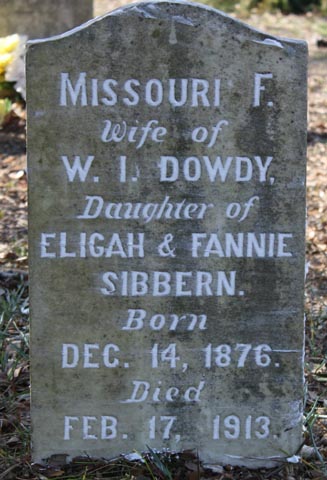 MISSOURI F.
Wife of
W. I. DOWDY,
Daughter of
ELIGAH & FANNIE
SIBBERN.
Born
DEC. 14, 1876.
Died
FEB. 17, 1913.